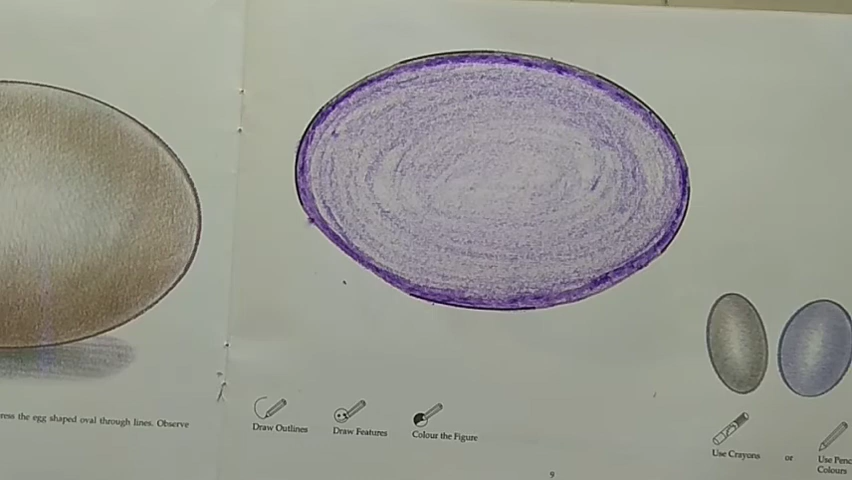 ress the egg shaped oval through lines. Observe
Draw Outlines
Draw Features
Colour the Figure
9
Use Crayons
or
Use Penc
Colours